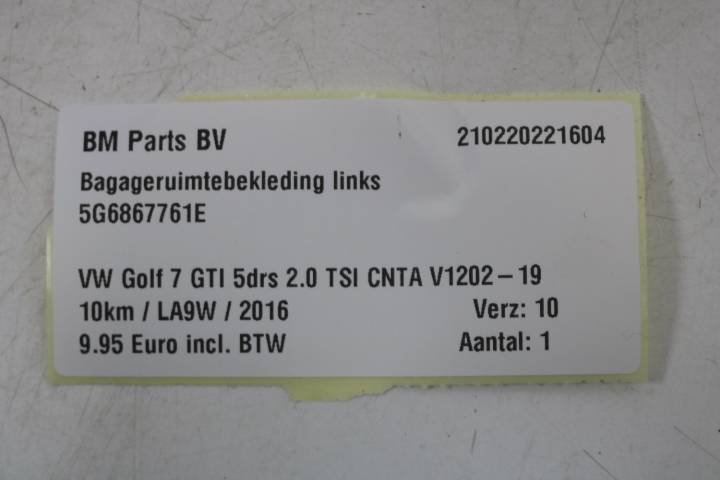 BM Parts BV 210220221604
Bagageruimtebekleding links
5G6867761E
VW Golf 7 GTI 5drs 2.0 TSI CNTA V1202-19
10km / LA9W / 2016 Verz: 10
9.95 Euro incl. BTW Aantal: 1